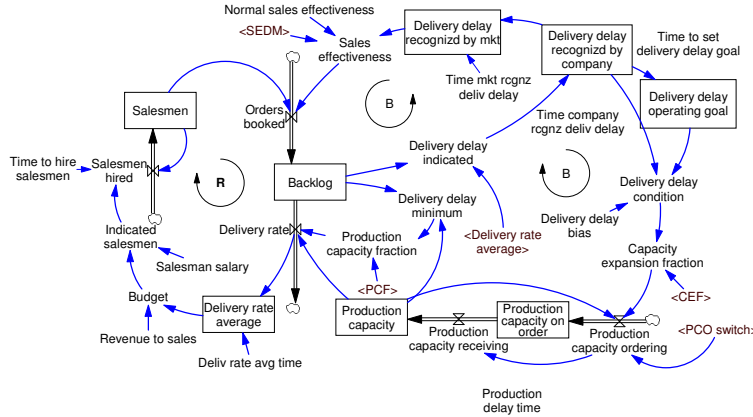 Normal sales effectiveness
<SEDM>
Sales
effectiveness
Delivery delay
recognizd by mkt
Delivery delay
recognizd by
company
Time to set
delivery delay goal
Time mkt rcgnz
deliv delay
Salesmen
Orders
booked
B
Delivery delay
operating goal
Time company
rcgnz deliv delay
Delivery delay
indicated
Time to hire
salesmen
Salesmen
hired
R
Backlog
B
Delivery delay
condition
Delivery delay
minimum
Delivery delay
bias
Indicated
salesmen
Delivery rate
Production
capacity fraction
<Delivery rate
average>
Capacity
expansion fraction
Salesman salary
<PCF>
<CEF>
Budget
Delivery rate
average
Production
capacity
Production
capacity on
order
Revenue to sales
Production
capacity receiving
Production
capacity ordering
<PCO switch:
Deliv rate avg time
Production
delay time